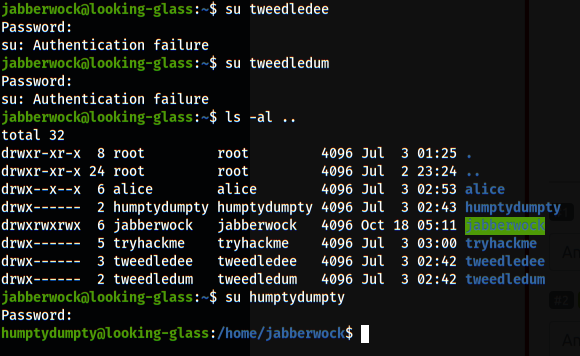 jabberwock@looking-glass:~$ su tweedledee
Password:
su: Authentication failure
jabberwock@looking-glass:~$ su tweedledum
Password:
su: Authentication failure
jabberwock@looking-glass:~$ ls -al ..
total 32
drwxr-xr-x  8 root        root        4096 Jul  3 01:25 .
drwxr-xr-x 24 root        root        4096 Jul  2 23:24 ..
drwx--x--x  6 alice       alice       4096 Jul  3 02:53 alice
drwx------  2 humptydumpty humptydumpty 4096 Jul  3 02:43 humptydumpty
drwxrwxrwx  6 jabberwock  jabberwock  4096 Oct 18 05:11 jabberwock
drwx------  5 tryhackme   tryhackme   4096 Jul  3 03:00 tryhackme
drwx------  3 tweedledee  tweedledee  4096 Jul  3 02:42 tweedledee
drwx------  2 tweedledum  tweedledum  4096 Jul  3 02:42 tweedledum
jabberwock@looking-glass:~$ su humptydumpty
Password:
humptydumpty@looking-glass:/home/jabberwock$